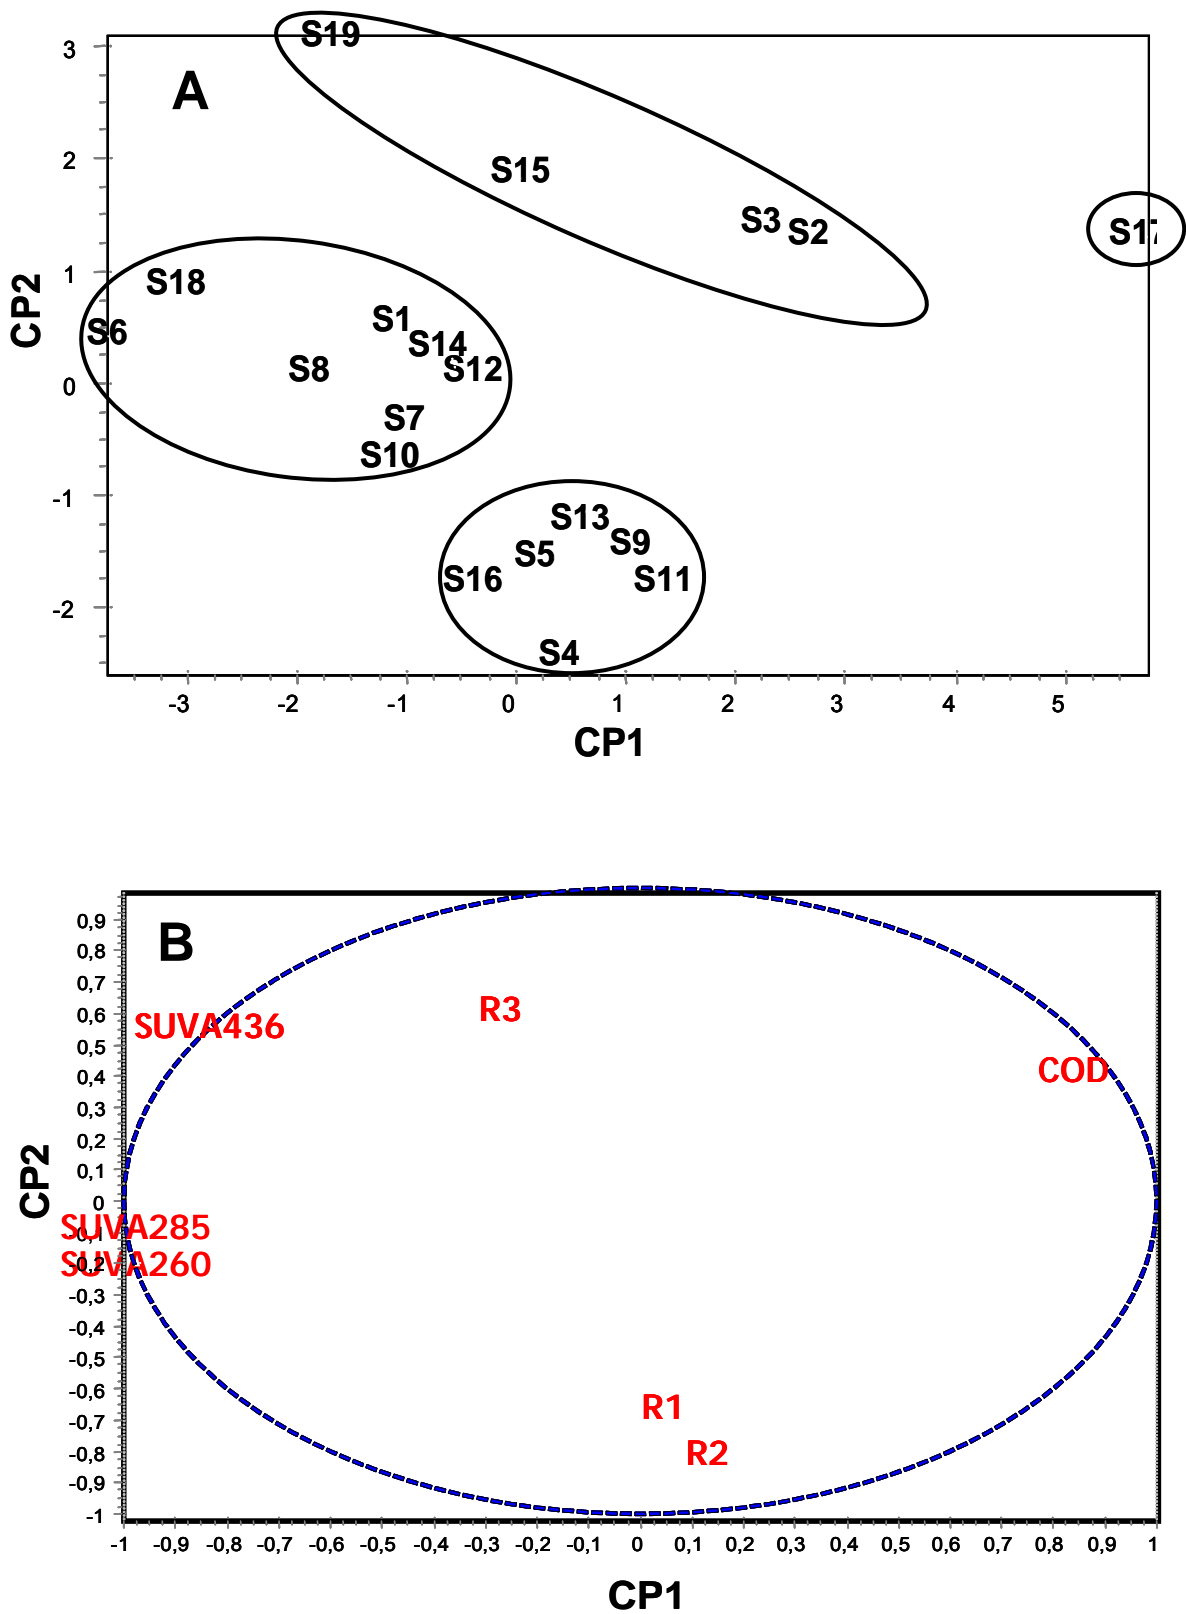 S19
3
A
2
S15
S3
S2
S17
1
S18
S6
S1
S14
S8
S12
0
S7
S10
-1
S13
S9
S5
S16
S11
-2
S4
CP2
-3 -2 -1 0 1 2 3 4 5
CP1
B
0,9
0,8
0,7
0,6
0,5
0,4
0,3
0,2
0,1
0
-0,1
-0,2
-0,3
-0,4
-0,5
-0,6
-0,7
-0,8
-0,9
-1
R3
SUVA436
COD
SUVA285
SUVA260
R1
R2
CP2
-1 -0,9 -0,8 -0,7 -0,6 -0,5 -0,4 -0,3 -0,2 -0,1 0 0,1 0,2 0,3 0,4 0,5 0,6 0,7 0,8 0,9 1
CP1